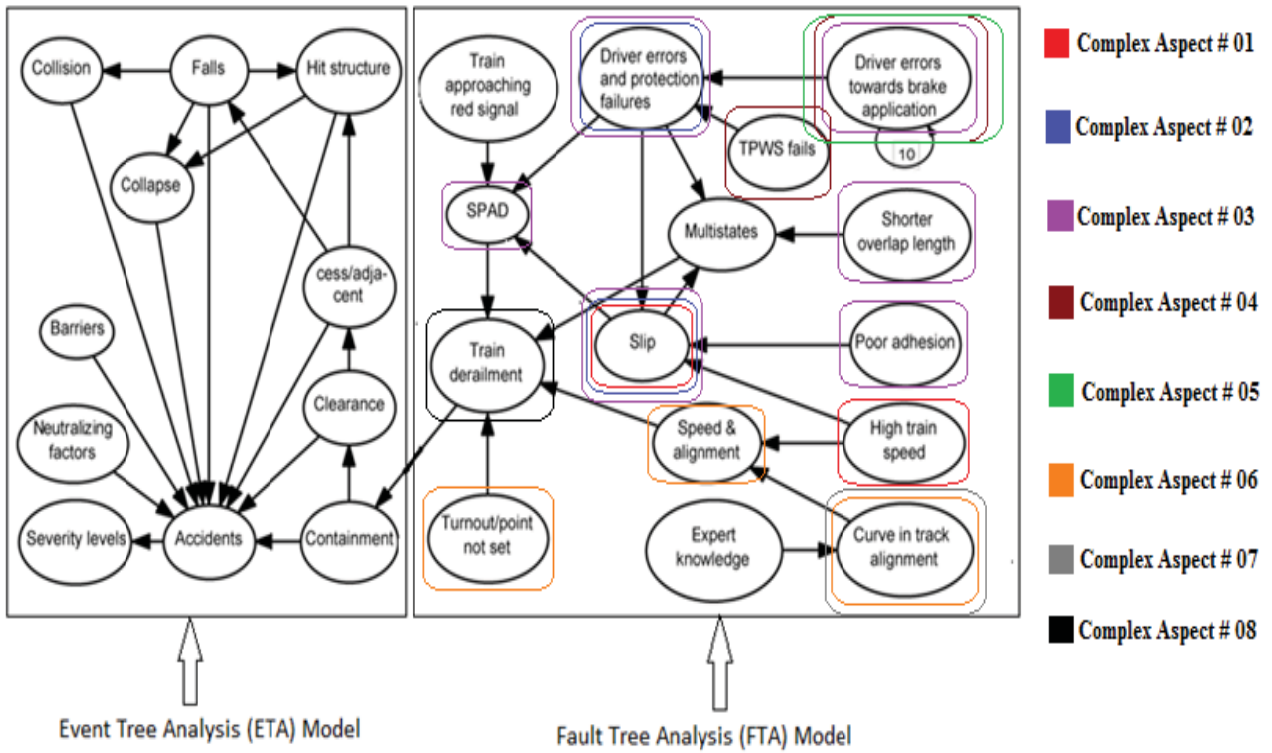 Collision
Falls
Hit structure
Collapse
cess/adja-
cent
Barriers
Clearance
Neutralizing
factors
Severity levels
Accidents
Containment
Train
approaching
red signal
Driver errors
and protection
failures
Driver errors
towards brake
application
10
TPWS fails
SPAD
Multistates
Shorter
overlap length
Train
derailment
Slip
Poor adhesion
Speed &
alignment
High train
speed
Turnout/point
not set
Expert
knowledge
Curve in track
alignment
Complex Aspect # 01
Complex Aspect # 02
Complex Aspect # 03
Complex Aspect # 04
Complex Aspect # 05
Complex Aspect # 06
Complex Aspect # 07
Complex Aspect # 08
Event Tree Analysis (ETA) Model
Fault Tree Analysis (FTA) Model